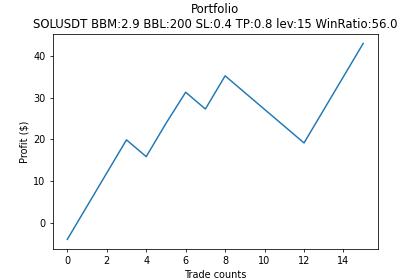 Portfolio
SOLUSDT BBM:2.9 BBL:200 SL:0.4 TP:0.8 lev:15 WinRatio:56.0
40
30
20
10
0
Profit ($)
0 2 4 6 8 10 12 14
Trade counts